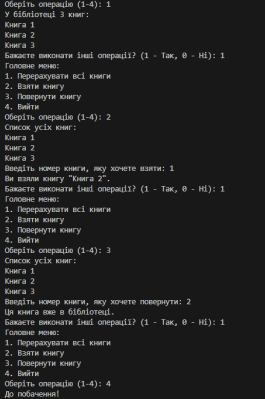 Оберіть операцію (1-4): 1
У бібліотеці 3 книг:
Книга 1
Книга 2
Книга 3
Бажаєте виконати інші операції? (1 - Так, 0 - Ні): 1
Головне меню:
1. Перерахувати всі книги
2. Взяти книгу
3. Повернути книгу
4. Вийти
Оберіть операцію (1-4): 2
Список усіх книг:
Книга 1
Книга 2
Книга 3
Введіть номер книги, яку хочете взяти: 1
Ви взяли книгу "Книга 2".
Бажаєте виконати інші операції? (1 - Так, 0 - Ні): 1
Головне меню:
1. Перерахувати всі книги
2. Взяти книгу
3. Повернути книгу
4. Вийти
Оберіть операцію (1-4): 3
Список усіх книг:
Книга 1
Книга 2
Книга 3
Введіть номер книги, яку хочете повернути: 2
Ця книга вже в бібліотеці.
Бажаєте виконати інші операції? (1 - Так, 0 - Ні): 1
Головне меню:
1. Перерахувати всі книги
2. Взяти книгу
3. Повернути книгу
4. Вийти
Оберіть операцію (1-4): 4
До побачення!